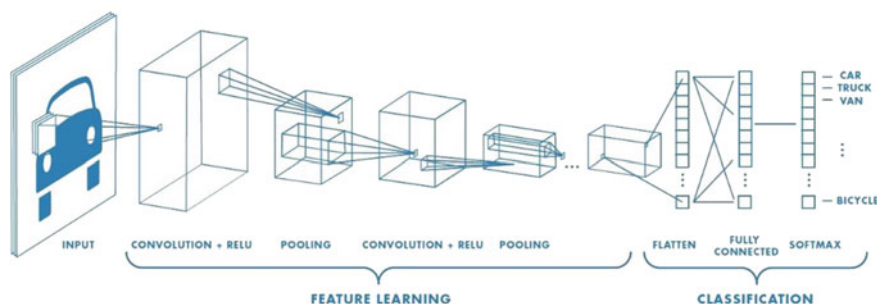 CAR
TRUCK
VAN
BICYCLE
INPUT
CONVOLUTION + RELU
POOLING
CONVOLUTION + RELU
POOLING
FLATTEN
FULLY
CONNECTED
SOFTMAX
FEATURE LEARNING
CLASSIFICATION